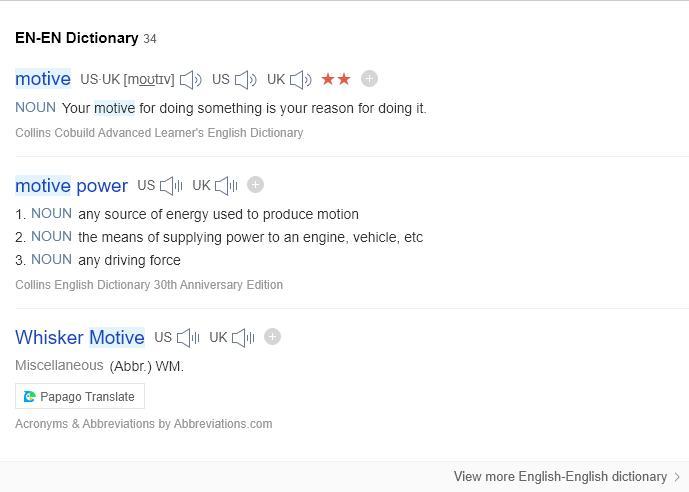 EN-EN Dictionary 34
motive US·UK [moʊtɪv] US UK ★★
NOUN Your motive for doing something is your reason for doing it.
Collins Cobuild Advanced Learner's English Dictionary
motive power US UK
1. NOUN any source of energy used to produce motion
2. NOUN the means of supplying power to an engine, vehicle, etc
3. NOUN any driving force
Collins English Dictionary 30th Anniversary Edition
Whisker Motive US UK
Miscellaneous (Abbr.) WM.
Papago Translate
Acronyms & Abbreviations by Abbreviations.com
View more English-English dictionary